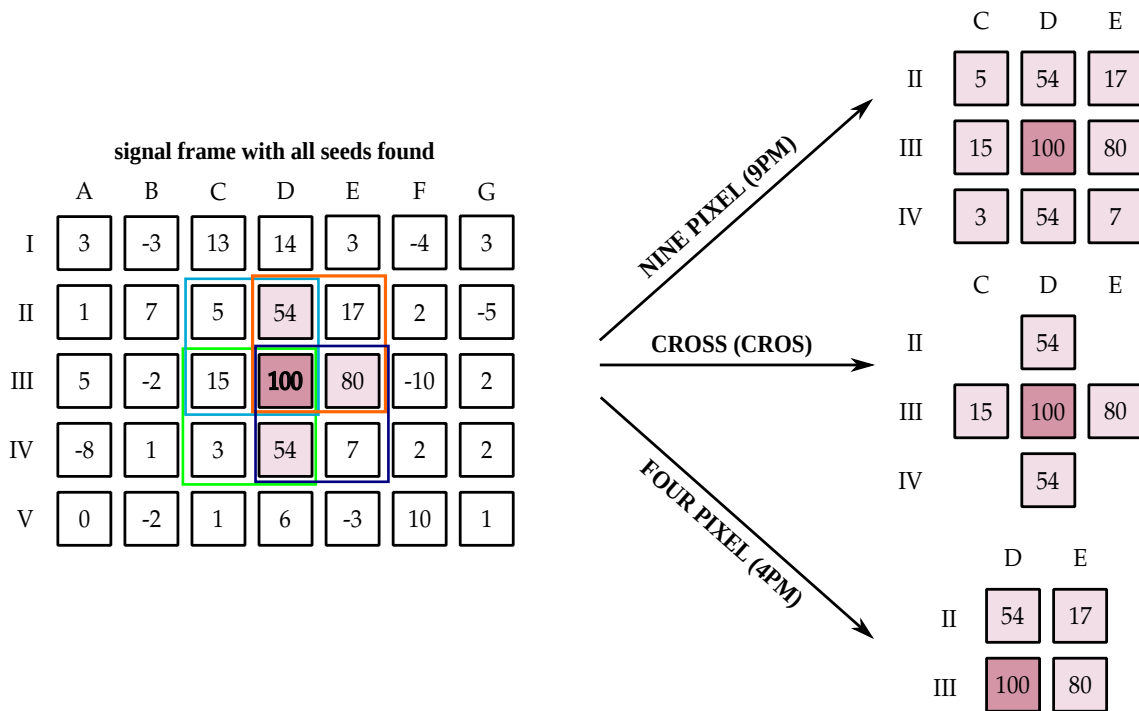 signal frame with all seeds found
A B C D E F G
I 3 -3 13 14 3 -4 3
II 1 7 5 54 17 2 -5
III 5 -2 15 100 80 -10 2
IV -8 1 3 54 7 2 2
V 0 -2 1 6 -3 10 1
NINE PIXEL (9PM)
C D E
II 5 54 17
III 15 100 80
IV 3 54 7
CROSS (CROS)
C D E
II 54
III 15 100 80
IV 54
FOUR PIXEL (4PM)
D E
II 54 17
III 100 80